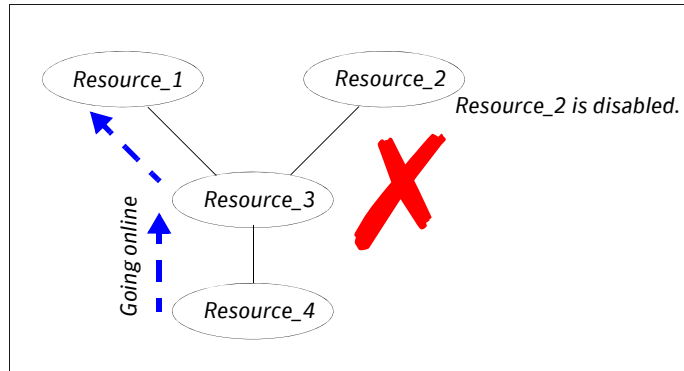 Resource_1
Resource_2
Resource_2 is disabled.
Resource_3
Going online
Resource_4